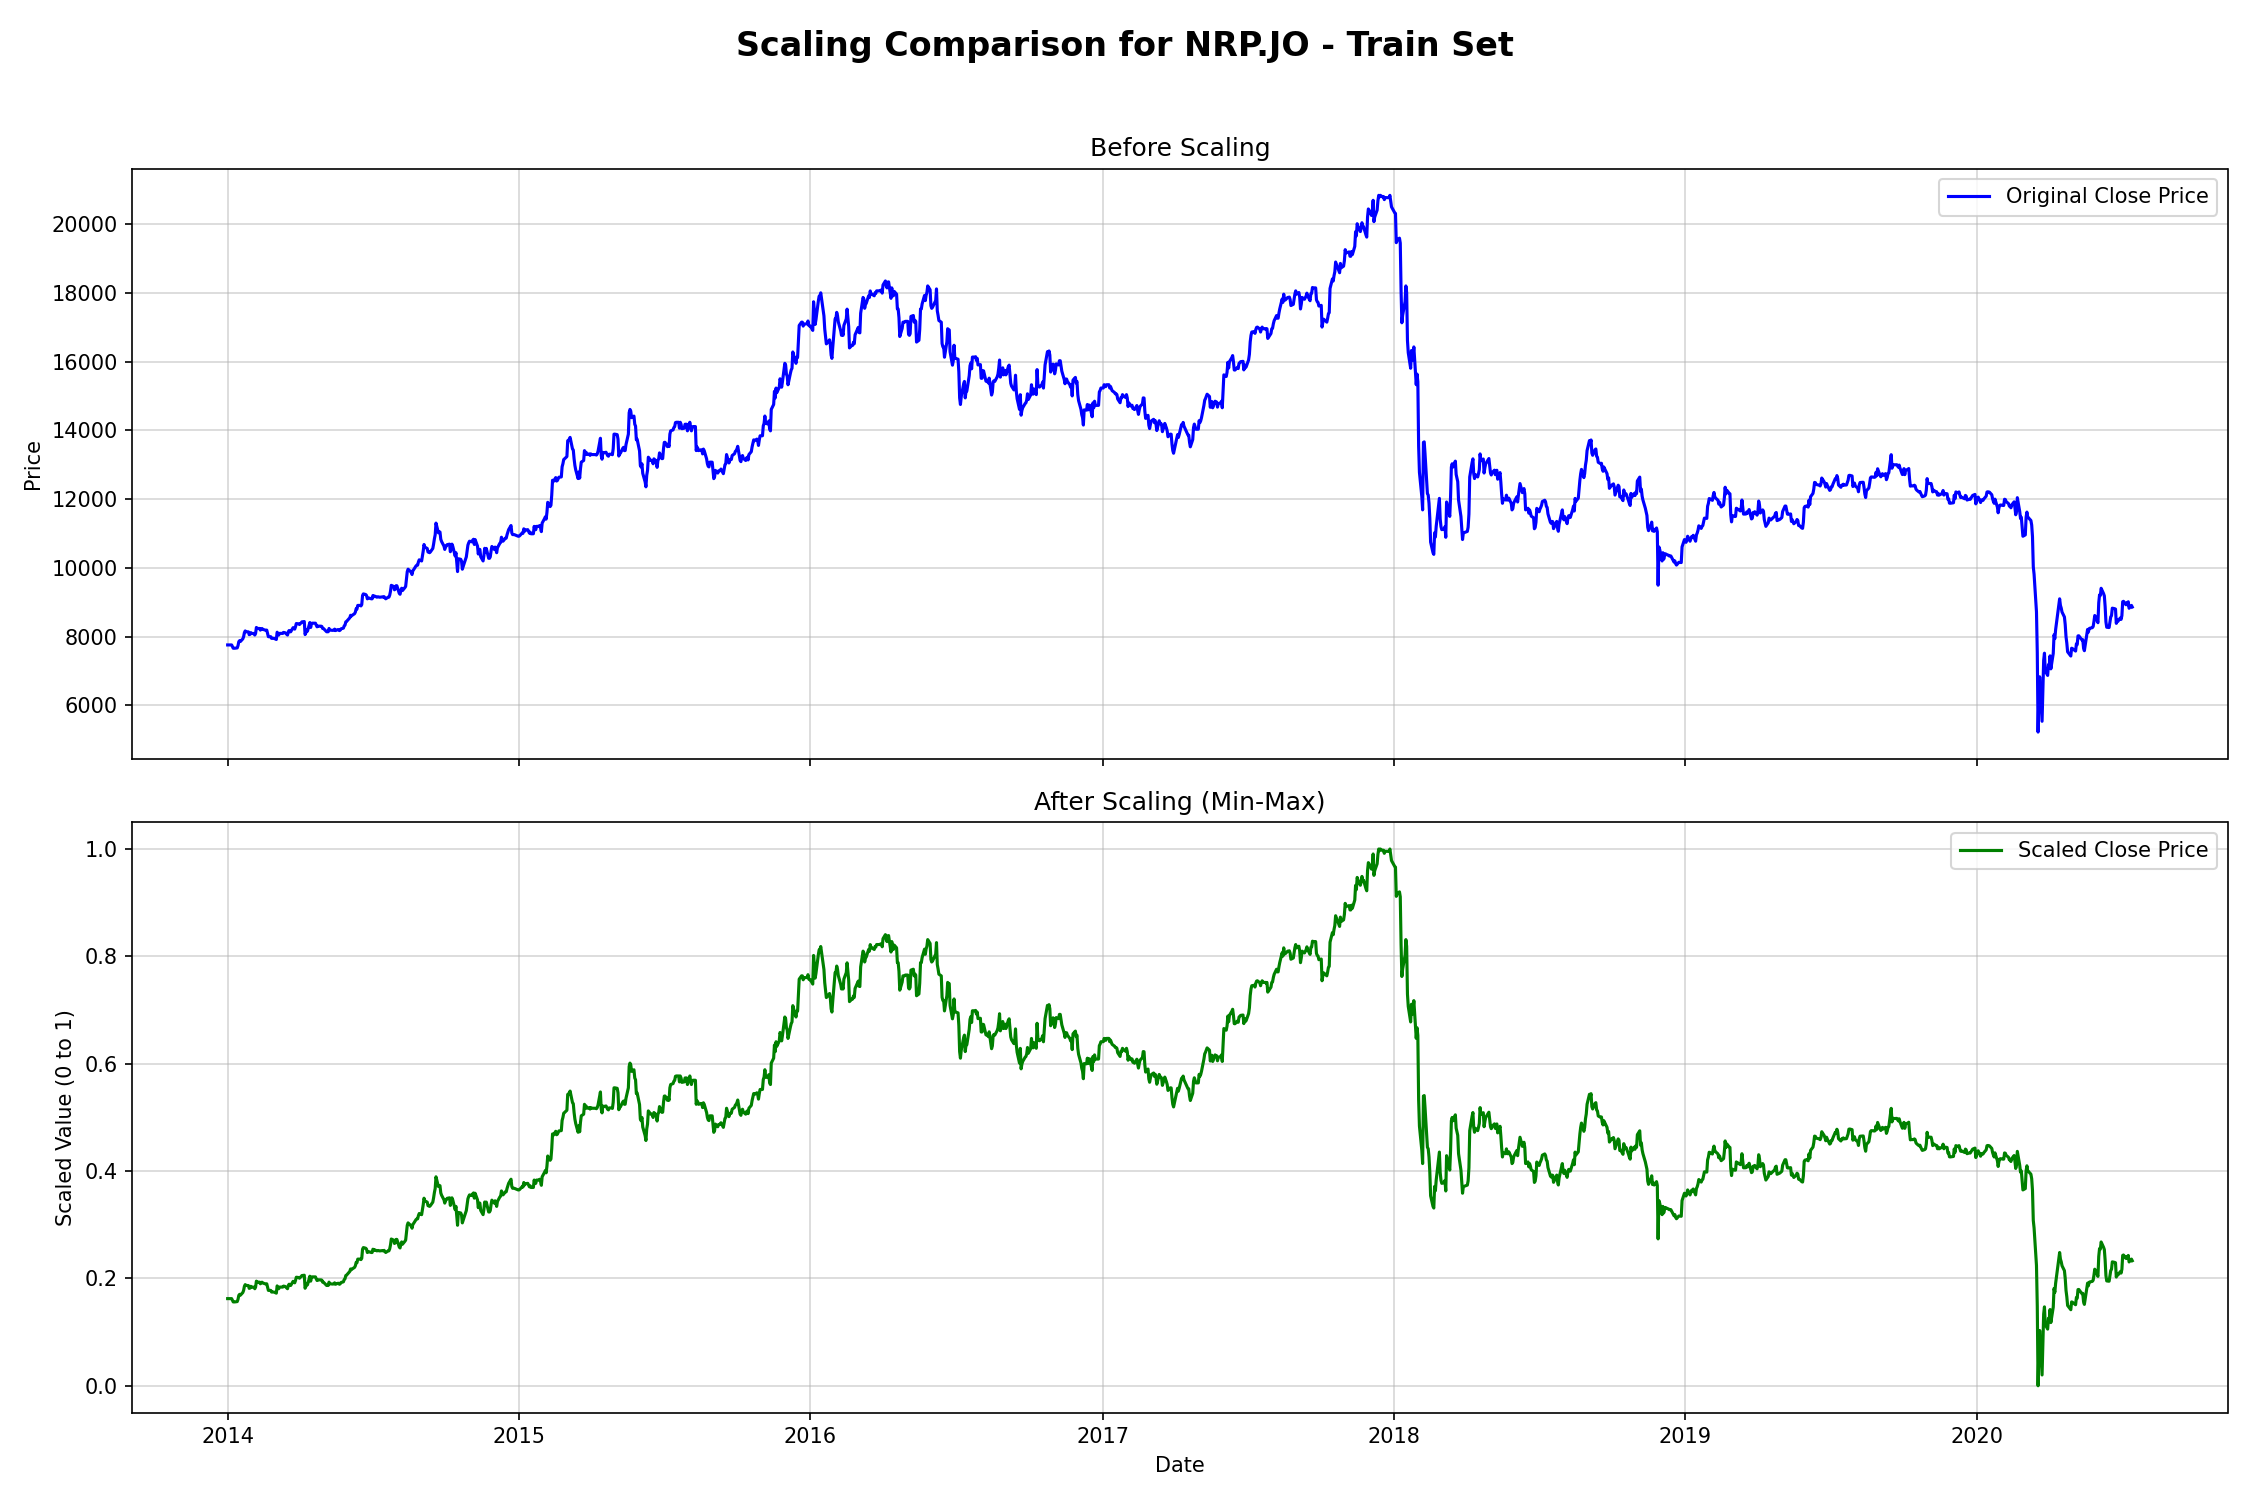 Scaling Comparison for NRP.JO - Train Set
Before Scaling
Original Close Price
Price
20000
18000
16000
14000
12000
10000
8000
6000
After Scaling (Min-Max)
Scaled Close Price
Scaled Value (0 to 1)
1.0
0.8
0.6
0.4
0.2
0.0
2014 2015 2016 2017 2018 2019 2020
Date